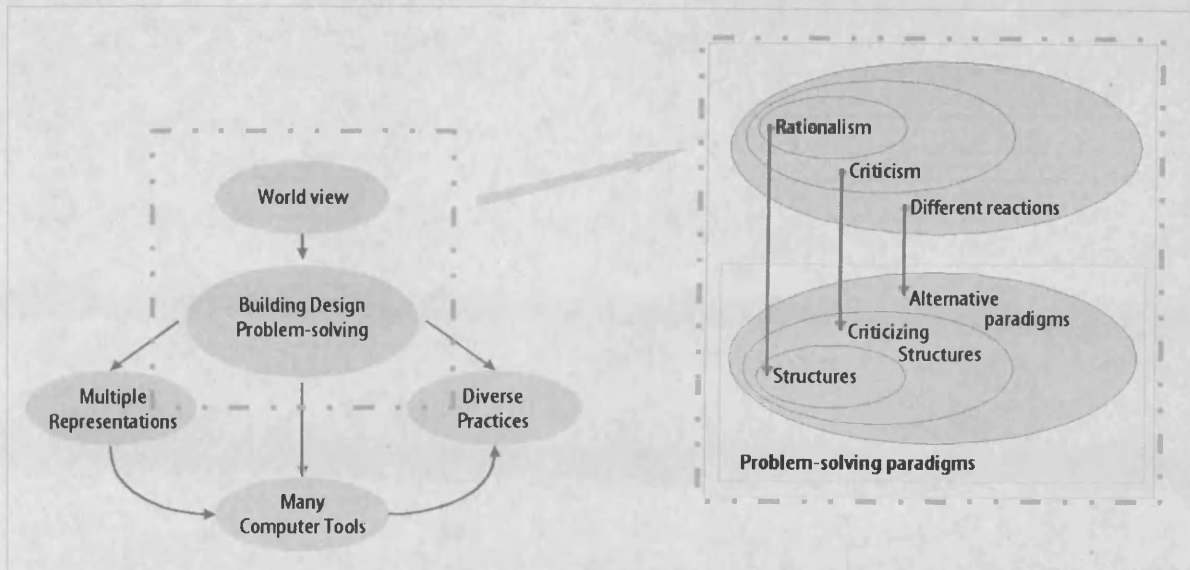 World view
Building Design
Problem-solving
Multiple
Representations
Diverse
Practices
Many
Computer Tools
Rationalism
Criticism
Different reactions
Alternative
paradigms
Criticizing
Structures
Structures
Problem-solving paradigms